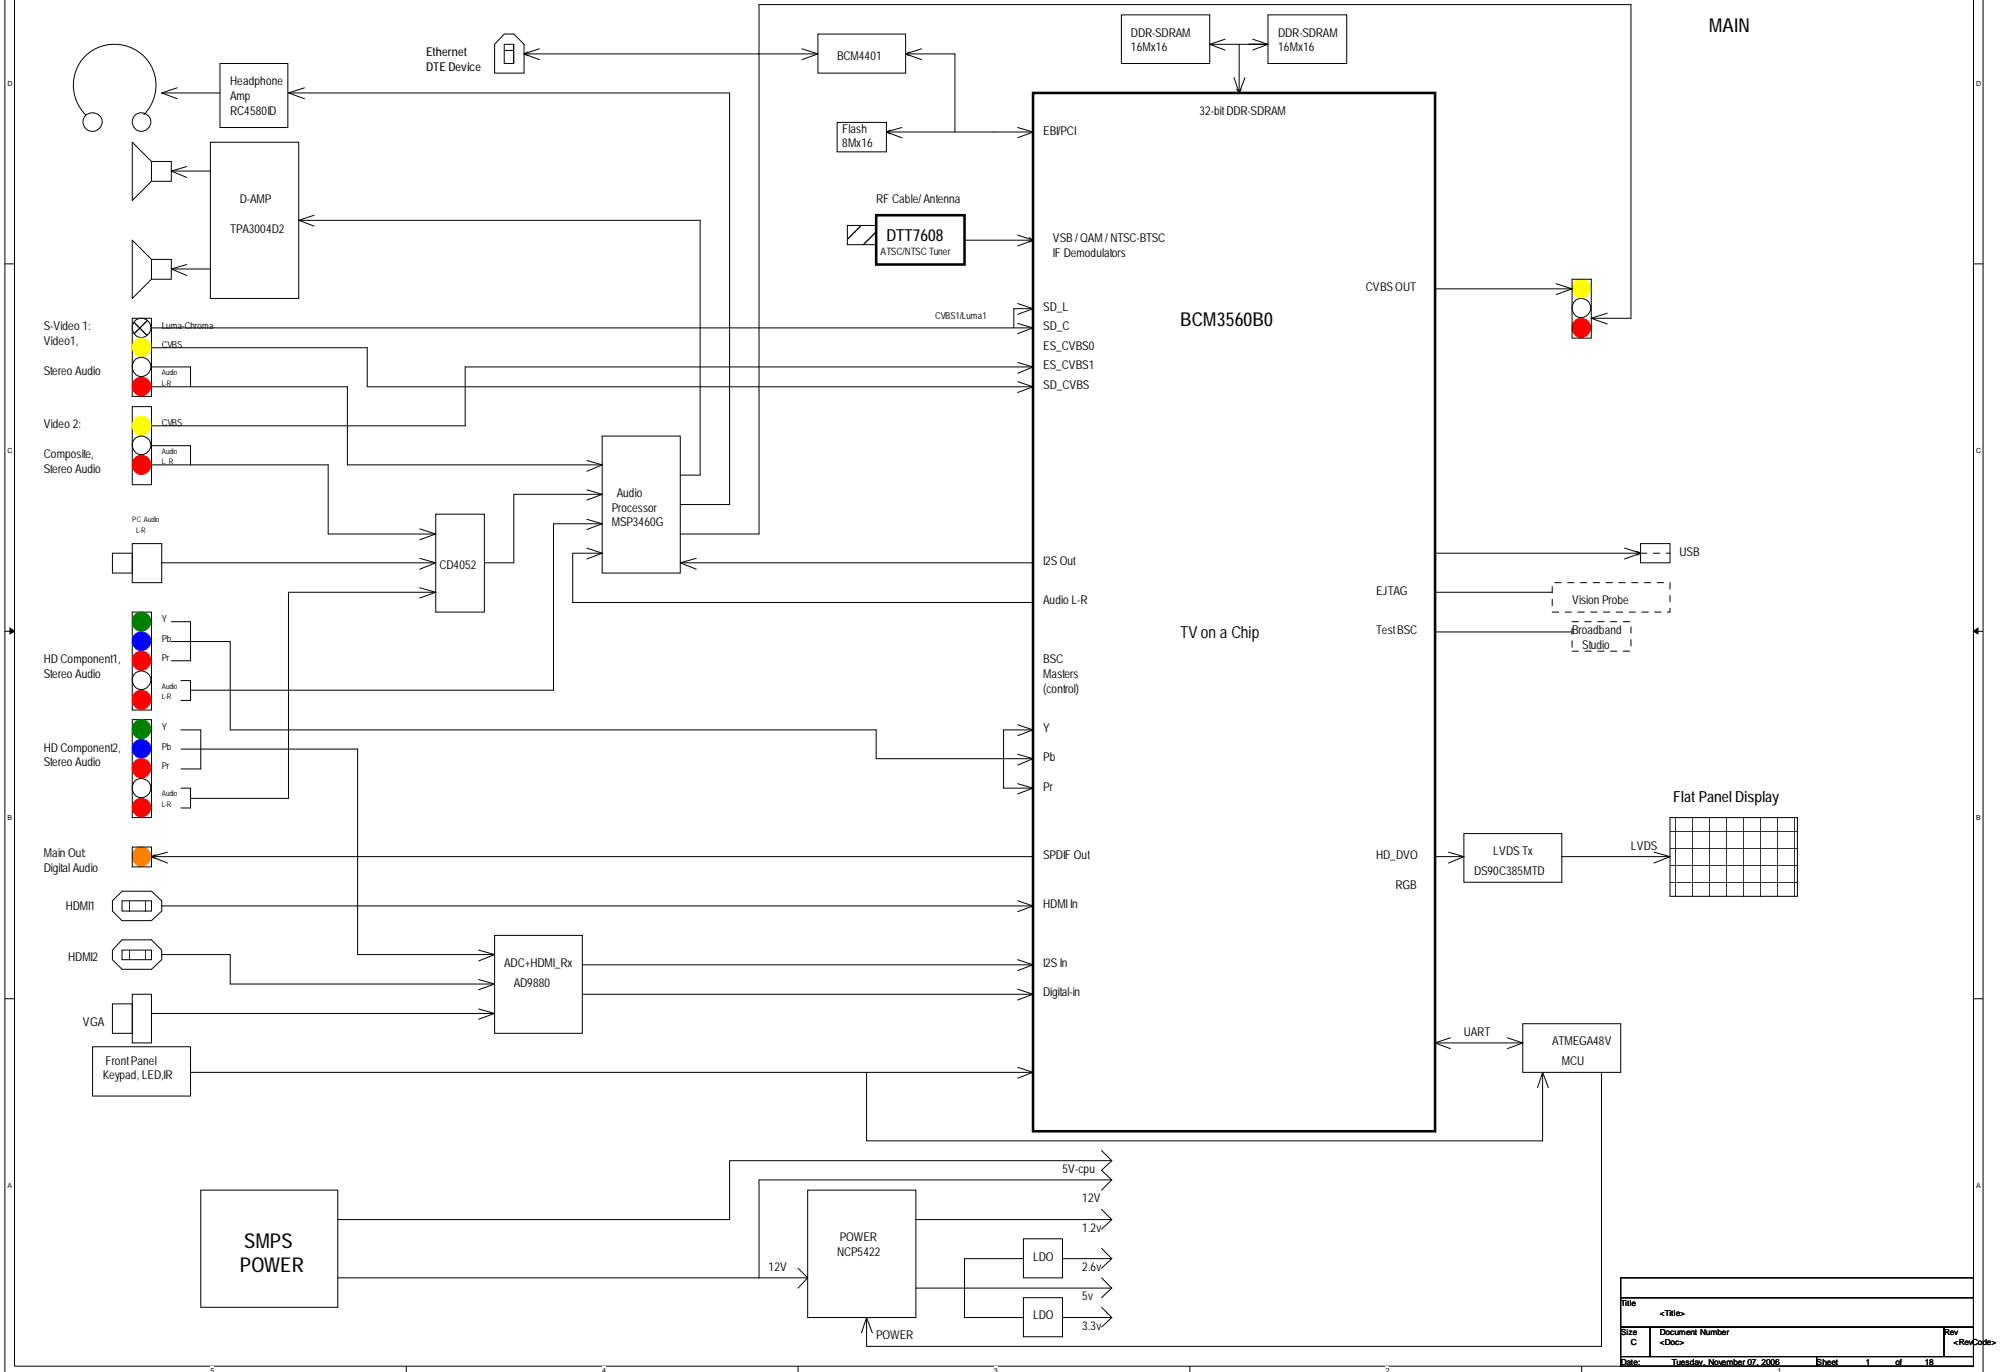 MAIN
DDR-SDRAM
16Mx16
DDR-SDRAM
16Mx16
Ethernet
DTE Device
BCM4401
Headphone
Amp
RC4580ID
32-bit DDR-SDRAM
Flash
8Mx16
EBI/PCI
D-AMP
TPA3004D2
RF Cable/ Antenna
DTT7608
ATSC/NTSC Tuner
VSB / QAM / NTSC-BTSC
IF Demodulators
CVBS OUT
BCM3560B0
S-Video 1:
Video1,
Stereo Audio
Luma-Chroma
CVBS
Audio
L-R
CVBS1/Luma1
SD_L
SD_C
ES_CVBS0
ES_CVBS1
SD_CVBS
Video 2:
Composite,
Stereo Audio
CVBS
Audio
L R
Audio
Processor
MSP3460G
PC Audio
L-R
CD4052
I2S Out
Audio L-R
USB
EJTAG
Vision Probe
TV on a Chip
Test BSC
Broadband
Studio
HD Component1,
Stereo Audio
Y
Pb
Pr
Audio
L-R
BSC
Masters
(control)
HD Component2,
Stereo Audio
Y
Pb
Pr
Audio
L-R
Y
Pb
Pr
Flat Panel Display
Main Out:
Digital Audio
SPDIF Out
HD_DVO
LVDS Tx
DS90C385MTD
LVDS
RGB
HDMI1
HDMI In
HDMI2
ADC+HDMI_Rx
AD9880
I2S In
Digital-in
VGA
Front Panel
Keypad, LED,IR
UART
ATMEGA48V
MCU
SMPS
POWER
5V-cpu
12V
1.2v
POWER
NCP5422
12V
LDO
2.6v
5v
LDO
3.3v
POWER
Title
<Title>
Size
C
Document Number
<Doc>
Rev
<RevCode>
Date:
Tuesday, November 07, 2006
Sheet
1
of
18
D
D
C
C
B
B
A
A
5
4
3
2
1